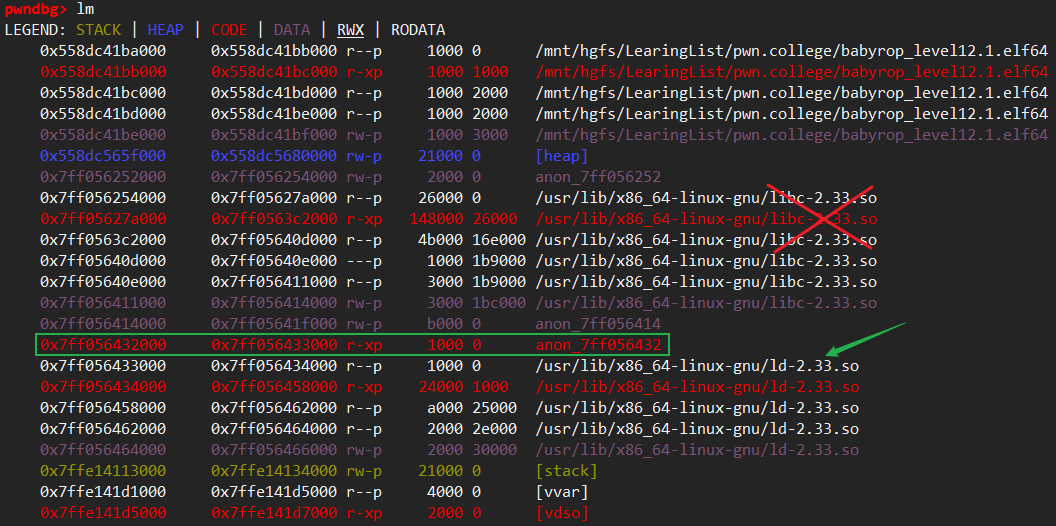 pwndbg> lm
LEGEND: STACK | HEAP | CODE | DATA | RWX | RODATA
0x558dc41ba000 0x558dc41bb000 r--p 1000 0 /mnt/hgfs/LearingList/pwn.college/babyrop_level12.1.elf64
0x558dc41bb000 0x558dc41bc000 r-xp 1000 1000 /mnt/hgfs/LearingList/pwn.college/babyrop_level12.1.elf64
0x558dc41bc000 0x558dc41bd000 r--p 1000 2000 /mnt/hgfs/LearingList/pwn.college/babyrop_level12.1.elf64
0x558dc41bd000 0x558dc41be000 r--p 1000 2000 /mnt/hgfs/LearingList/pwn.college/babyrop_level12.1.elf64
0x558dc41be000 0x558dc41bf000 rw-p 1000 3000 /mnt/hgfs/LearingList/pwn.college/babyrop_level12.1.elf64
0x558dc565f000 0x558dc5680000 rw-p 21000 0 [heap]
0x7ff056252000 0x7ff056254000 rw-p 2000 0 anon_7ff056252
0x7ff056254000 0x7ff05627a000 r--p 26000 0 /usr/lib/x86_64-linux-gnu/libc-2.33.so
0x7ff05627a000 0x7ff0563c2000 r-xp 148000 26000 /usr/lib/x86_64-linux-gnu/libc-2.33.so
0x7ff0563c2000 0x7ff05640d000 r--p 4b000 16e000 /usr/lib/x86_64-linux-gnu/libc-2.33.so
0x7ff05640d000 0x7ff05640e000 ---p 1000 1b9000 /usr/lib/x86_64-linux-gnu/libc-2.33.so
0x7ff05640e000 0x7ff056411000 r--p 3000 1b9000 /usr/lib/x86_64-linux-gnu/libc-2.33.so
0x7ff056411000 0x7ff056414000 rw-p 3000 1bc000 /usr/lib/x86_64-linux-gnu/libc-2.33.so
0x7ff056414000 0x7ff05641f000 rw-p b000 0 anon_7ff056414
0x7ff056432000 0x7ff056433000 r-xp 1000 0 anon_7ff056432
0x7ff056433000 0x7ff056434000 r--p 1000 0 /usr/lib/x86_64-linux-gnu/ld-2.33.so
0x7ff056434000 0x7ff056458000 r-xp 24000 1000 /usr/lib/x86_64-linux-gnu/ld-2.33.so
0x7ff056458000 0x7ff056462000 r--p a000 25000 /usr/lib/x86_64-linux-gnu/ld-2.33.so
0x7ff056462000 0x7ff056464000 r--p 2000 2e000 /usr/lib/x86_64-linux-gnu/ld-2.33.so
0x7ff056464000 0x7ff056466000 rw-p 2000 30000 /usr/lib/x86_64-linux-gnu/ld-2.33.so
0x7ffe14113000 0x7ffe14134000 rw-p 21000 0 [stack]
0x7ffe141d1000 0x7ffe141d5000 r--p 4000 0 [vvar]
0x7ffe141d5000 0x7ffe141d7000 r-xp 2000 0 [vdso]